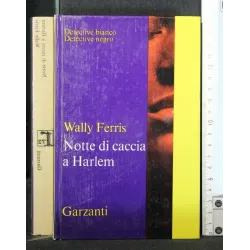 Detective bianco
Detective negro
Wally Ferris
Notte di caccia
a Harlem
Garzanti